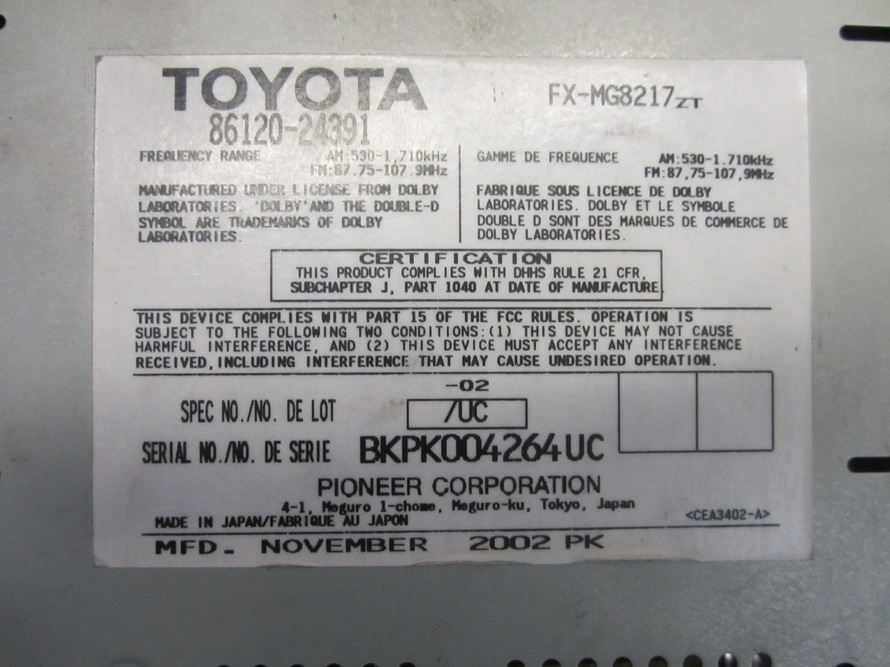 TOYOTA
86120-24391
FX-MG8217ZT
FREQUENCY RANGE AM:530-1,710kHz
FM:87.75-107.9MHz
MANUFACTURED UNDER LICENSE FROM DOLBY
LABORATORIES. "DOLBY"AND THE DOUBLE-D
SYMBOL ARE TRADEMARKS OF DOLBY
LABORATORIES.
GAMME DE FREQUENCE AM:530-1.710kHz
FM:87,75-107,9MHz
FABRIQUE SOUS LICENCE DE DOLBY
LABORATORIES. DOLBY ET LE SYMBOLE
DOUBLE D SONT DES MARQUES DE COMMERCE DE
DOLBY LABORATORIES.
CERTIFICATION
THIS PRODUCT COMPLIES WITH DHHS RULE 21 CFR,
SUBCHAPTER J, PART 1040 AT DATE OF MANUFACTURE
THIS DEVICE COMPLIES WITH PART 15 OF THE FCC RULES. OPERATION IS
SUBJECT TO THE FOLLOWING TWO CONDITIONS:(1) THIS DEVICE MAY NOT CAUSE
HARMFUL INTERFERENCE, AND (2) THIS DEVICE MUST ACCEPT ANY INTERFERENCE
RECEIVED,INCLUDING INTERFERENCE THAT MAY CAUSE UNDESIRED OPERATION.
-02
SPEC NO./NO. DE LOT /UC
SERIAL NO./NO. DE SERIE BKPK004264UC
PIONEER CORPORATION
4-1, Meguro 1-chome, Meguro-ku, Tokyo, Japan
MADE IN JAPAN/FABRIQUE AU JAPON <CEA3402-A>
MFD. NOVEMBER 2002 PK